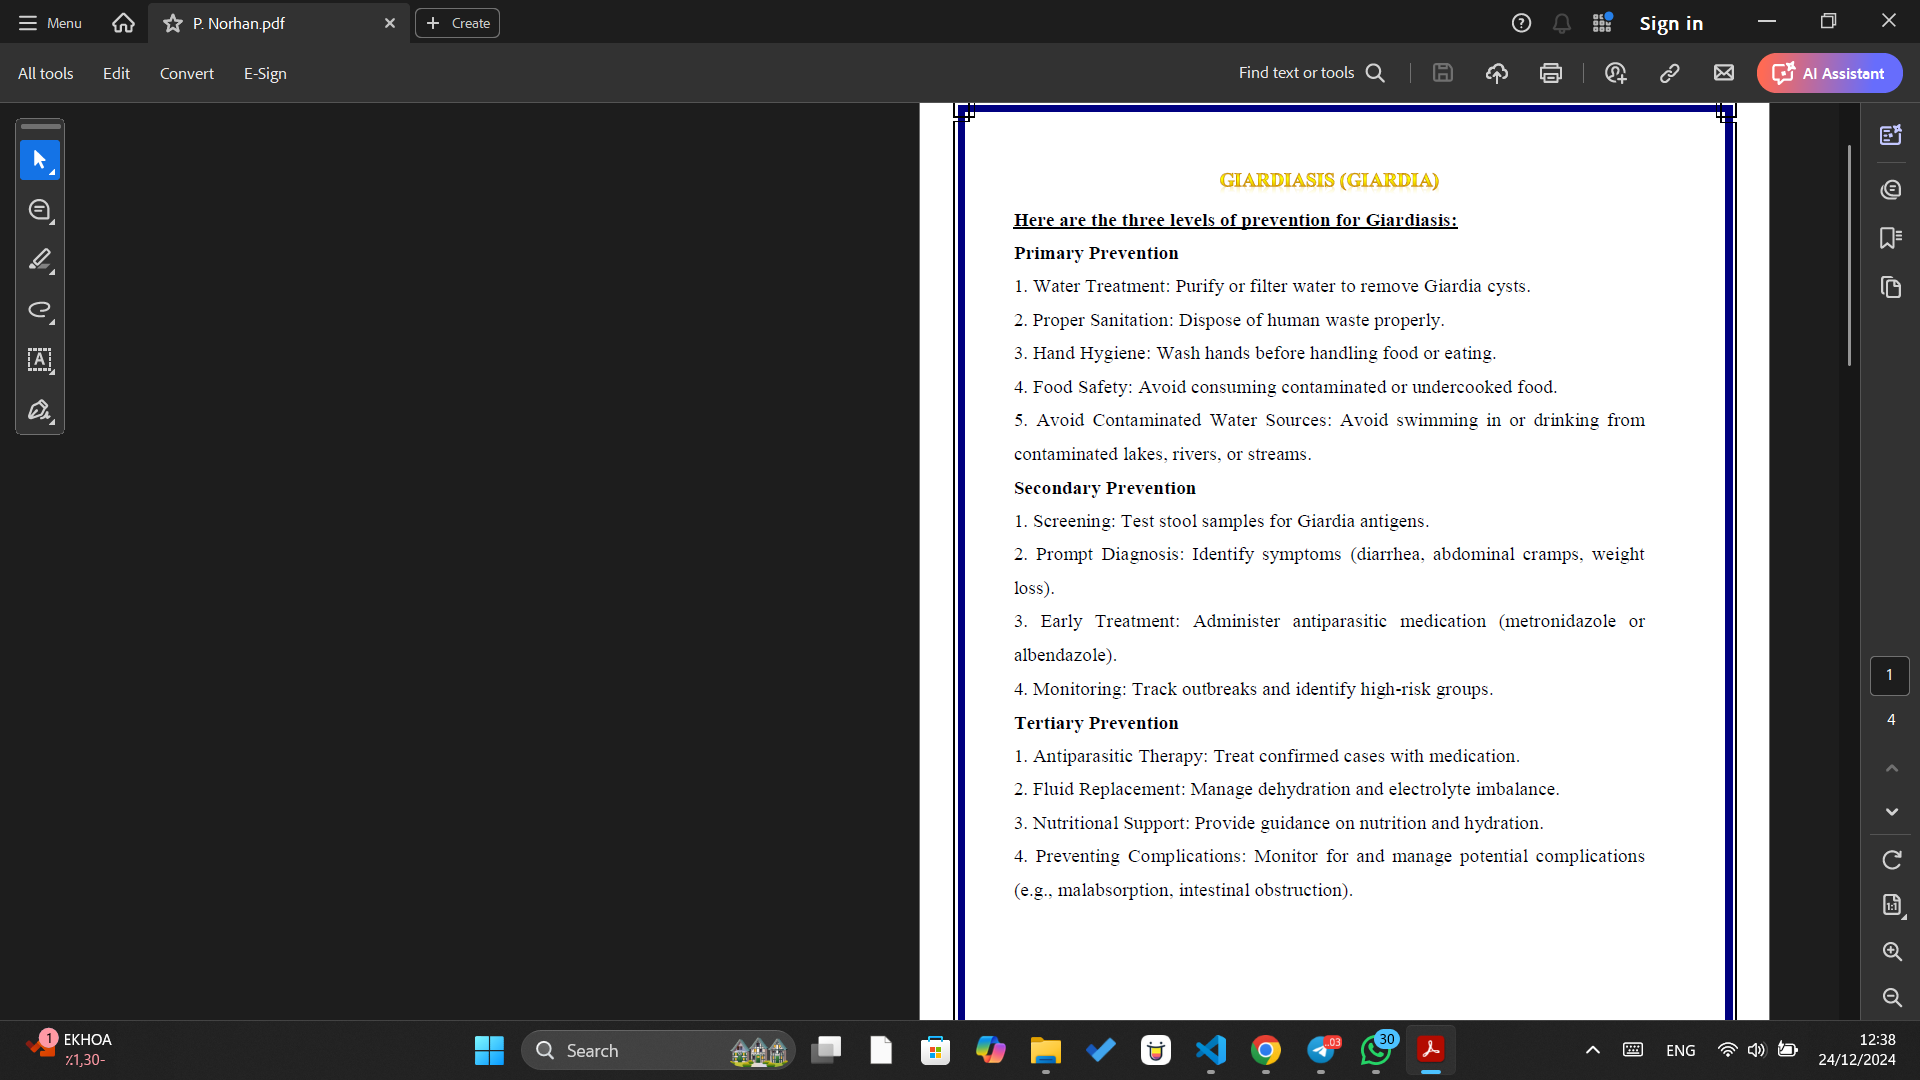 Menu
P. Norhan.pdf
Create
Sign in
All tools
Edit
Convert
E-Sign
Find text or tools
AI Assistant
GIARDIASIS (GIARDIA)
Here are the three levels of prevention for Giardiasis:
Primary Prevention
1. Water Treatment: Purify or filter water to remove Giardia cysts.
2. Proper Sanitation: Dispose of human waste properly.
3. Hand Hygiene: Wash hands before handling food or eating.
4. Food Safety: Avoid consuming contaminated or undercooked food.
5. Avoid Contaminated Water Sources: Avoid swimming in or drinking from
contaminated lakes, rivers, or streams.
Secondary Prevention
1. Screening: Test stool samples for Giardia antigens.
2. Prompt Diagnosis: Identify symptoms (diarrhea, abdominal cramps, weight
loss).
3. Early Treatment: Administer antiparasitic medication (metronidazole or
albendazole).
4. Monitoring: Track outbreaks and identify high-risk groups.
Tertiary Prevention
1. Antiparasitic Therapy: Treat confirmed cases with medication.
2. Fluid Replacement: Manage dehydration and electrolyte imbalance.
3. Nutritional Support: Provide guidance on nutrition and hydration.
4. Preventing Complications: Monitor for and manage potential complications
(e.g., malabsorption, intestinal obstruction).
1
4
1
EKHOA
٪1,30-
Search
.03
30
ENG
12:38
24/12/2024